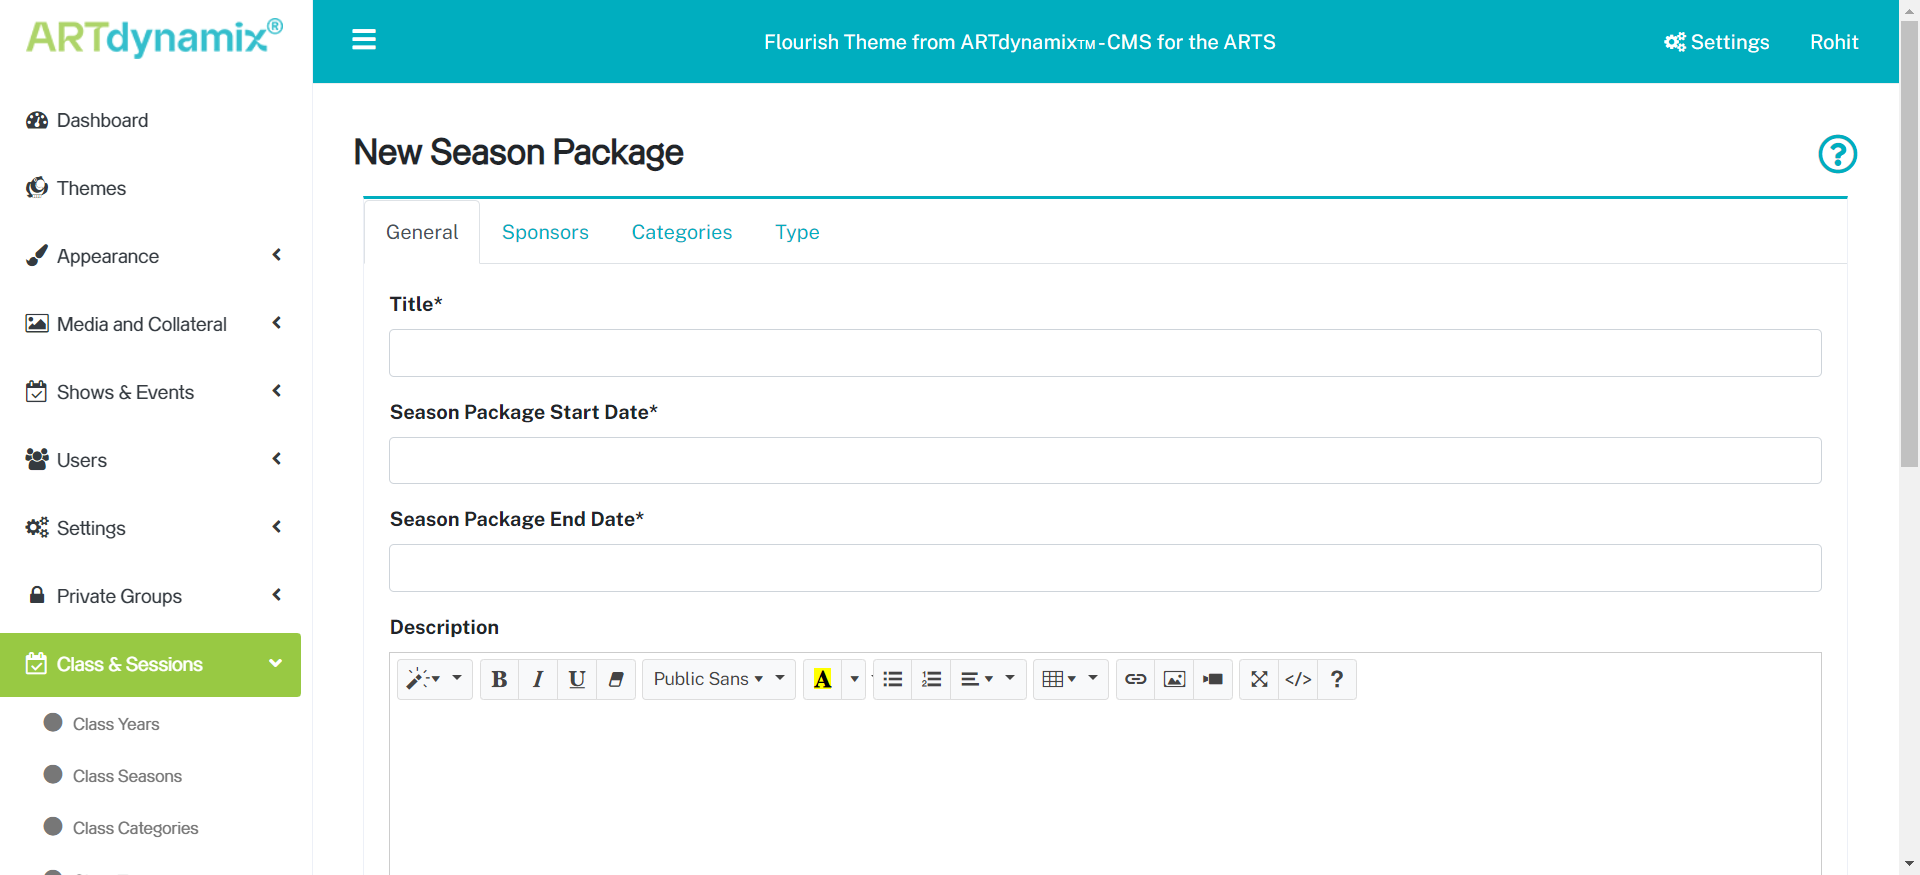 ARTdynamix®
Flourish Theme from ARTdynamix™ - CMS for the ARTS
Settings
Rohit
Dashboard
Themes
Appearance
Media and Collateral
Shows & Events
Users
Settings
Private Groups
Class & Sessions
Class Years
Class Seasons
Class Categories
New Season Package
General Sponsors Categories Type
Title*
Season Package Start Date*
Season Package End Date*
Description
B I U Public Sans A </> ?